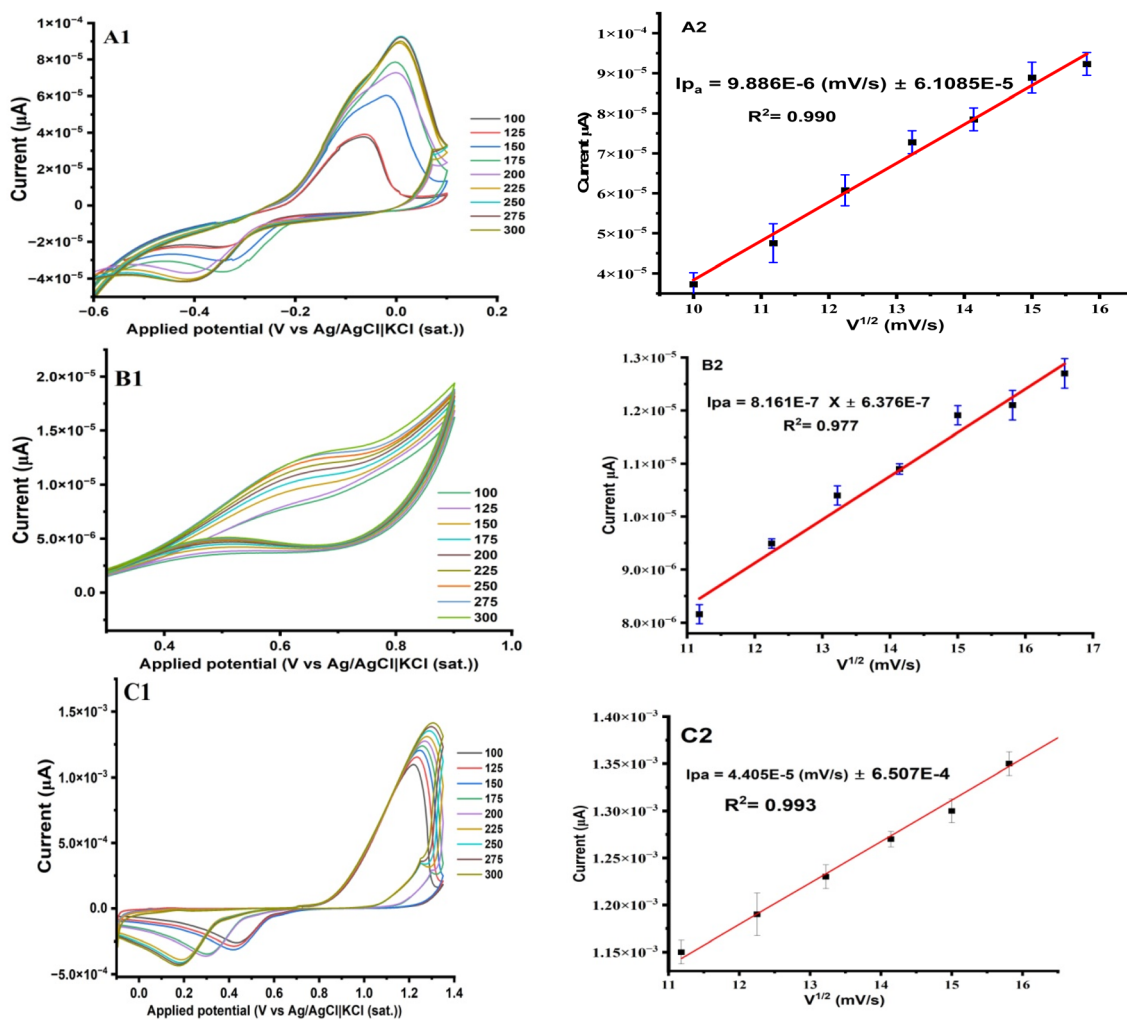 A1
Current (μA)
1×10⁻⁴
8×10⁻⁵
6×10⁻⁵
4×10⁻⁵
2×10⁻⁵
0
−2×10⁻⁵
−4×10⁻⁵
100
125
150
175
200
225
250
275
300
−0.6 −0.4 −0.2 0.0 0.2
Applied potential (V vs Ag/AgCl|KCl (sat.))
A2
Current μA)
1×10⁻⁴
9×10⁻⁵
8×10⁻⁵
7×10⁻⁵
6×10⁻⁵
5×10⁻⁵
4×10⁻⁵
Ipₐ = 9.886E-6 (mV/s) ± 6.1085E-5
R²= 0.990
10 11 12 13 14 15 16
V¹/² (mV/s)
B1
Current (μA)
2.0×10⁻⁵
1.5×10⁻⁵
1.0×10⁻⁵
5.0×10⁻⁶
0.0
100
125
150
175
200
225
250
275
300
0.4 0.6 0.8 1.0
Applied potential (V vs Ag/AgCl|KCl (sat.))
B2
Current μA)
1.3×10⁻⁵
1.2×10⁻⁵
1.1×10⁻⁵
1.0×10⁻⁵
9.0×10⁻⁶
8.0×10⁻⁶
Ipa = 8.161E-7 X ± 6.376E-7
R²= 0.977
11 12 13 14 15 16 17
V¹/² (mV/s)
C1
Current (μA)
1.5×10⁻³
1.0×10⁻³
5.0×10⁻⁴
0.0
−5.0×10⁻⁴
100
125
150
175
200
225
250
275
300
0.0 0.2 0.4 0.6 0.8 1.0 1.2 1.4
Applied potential (V vs Ag/AgCl|KCl (sat.))
C2
Current (μA)
1.40×10⁻³
1.35×10⁻³
1.30×10⁻³
1.25×10⁻³
1.20×10⁻³
1.15×10⁻³
Ipa = 4.405E-5 (mV/s) ± 6.507E-4
R²= 0.993
11 12 13 14 15 16
V¹/² (mV/s)